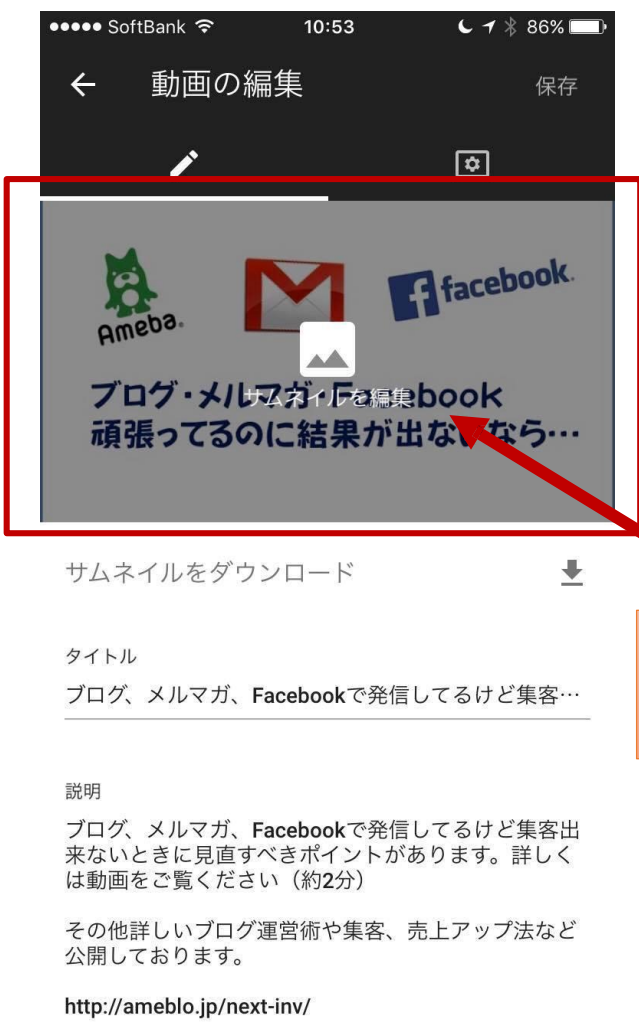 SoftBank 10:53 86%
動画の編集 保存
Ameba.
facebook.
サムネイルを編集
ブログ・メルマガ・Facebook
頑張ってるのに結果が出ないなら…
サムネイルをダウンロード
タイトル
ブログ、メルマガ、Facebookで発信してるけど集客…
説明
ブログ、メルマガ、Facebookで発信してるけど集客出
来ないときに見直すべきポイントがあります。詳しく
は動画をご覧ください（約2分）
その他詳しいブログ運営術や集客、売上アップ法など
公開しております。
http://ameblo.jp/next-inv/